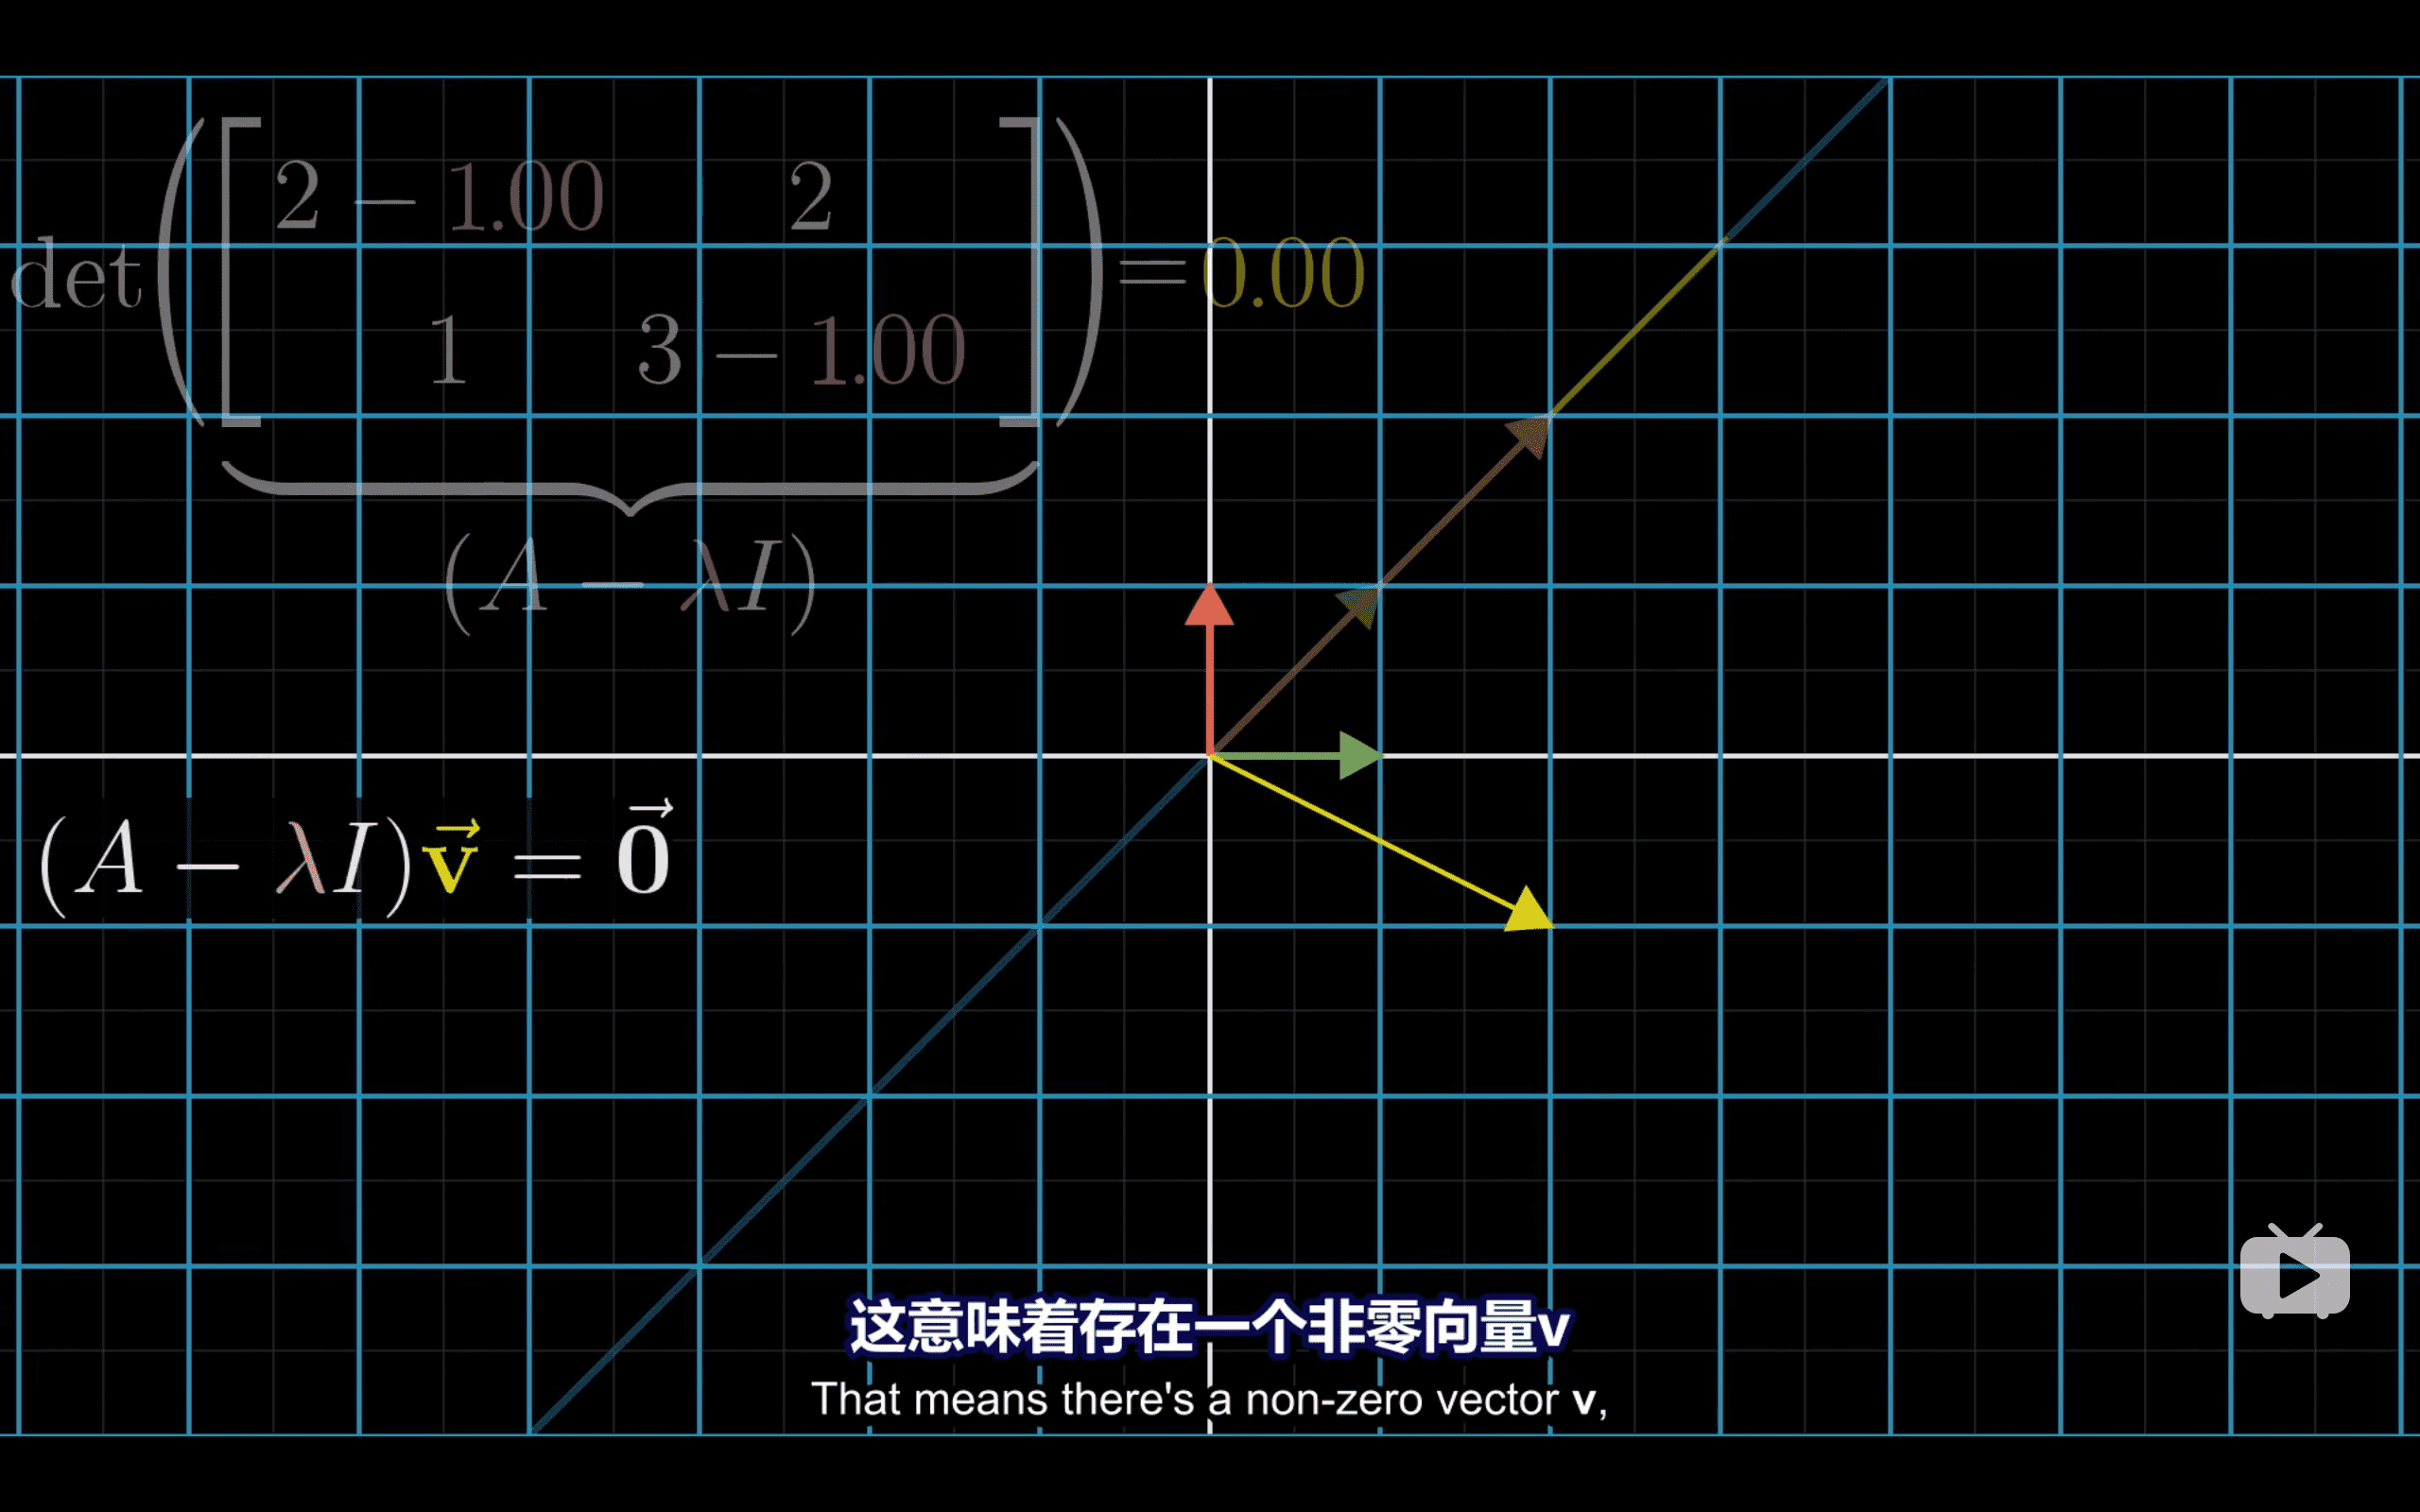 2 − 1.00 2
det = 0.00
1 3 − 1.00
(A − λI)
(A − λI)v⃗ = 0⃗
这意味着存在一个非零向量v
That means there's a non-zero vector v,